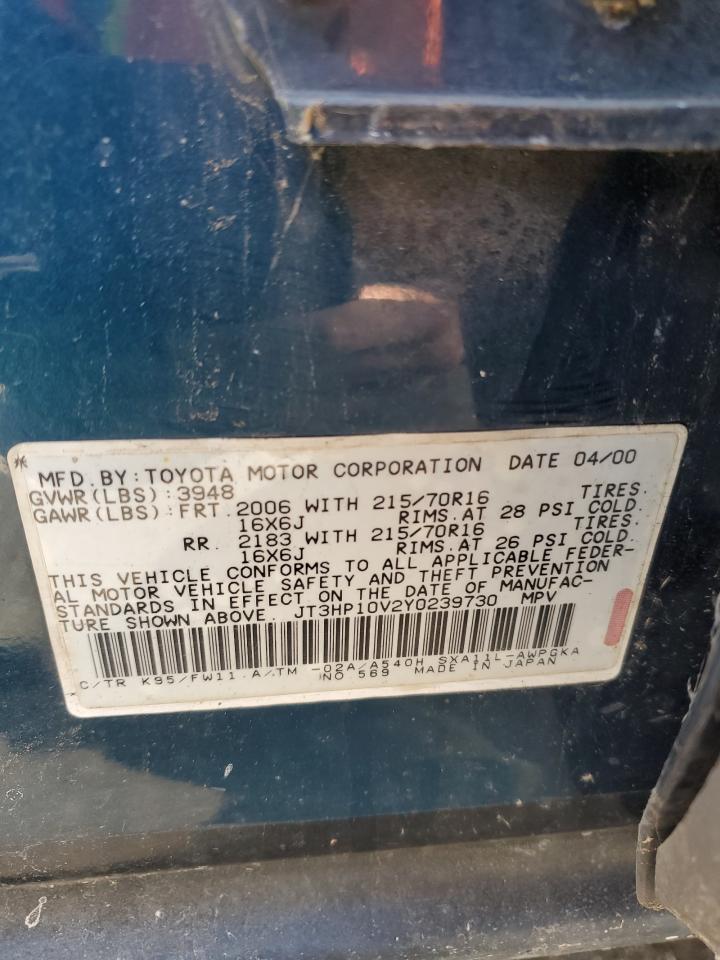 MFD.BY:TOYOTA MOTOR CORPORATION DATE 04/00
GVWR(LBS):3948
GAWR(LBS):FRT.2006 WITH 215/70R16 TIRES.
16X6J RIMS.AT 28 PSI COLD.
RR. 2183 WITH 215/70R16 TIRES.
16X6J RIMS.AT 26 PSI COLD.
THIS VEHICLE CONFORMS TO ALL APPLICABLE FEDER-
AL MOTOR VEHICLE SAFETY AND THEFT PREVENTION
STANDARDS IN EFFECT ON THE DATE OF MANUFAC-
TURE SHOWN ABOVE. JT3HP10V2Y0239730 MPV
C/TR K95/FW11 A/TM -02A/A540H SXA11L-AWPGKA
NO 569 MADE IN JAPAN